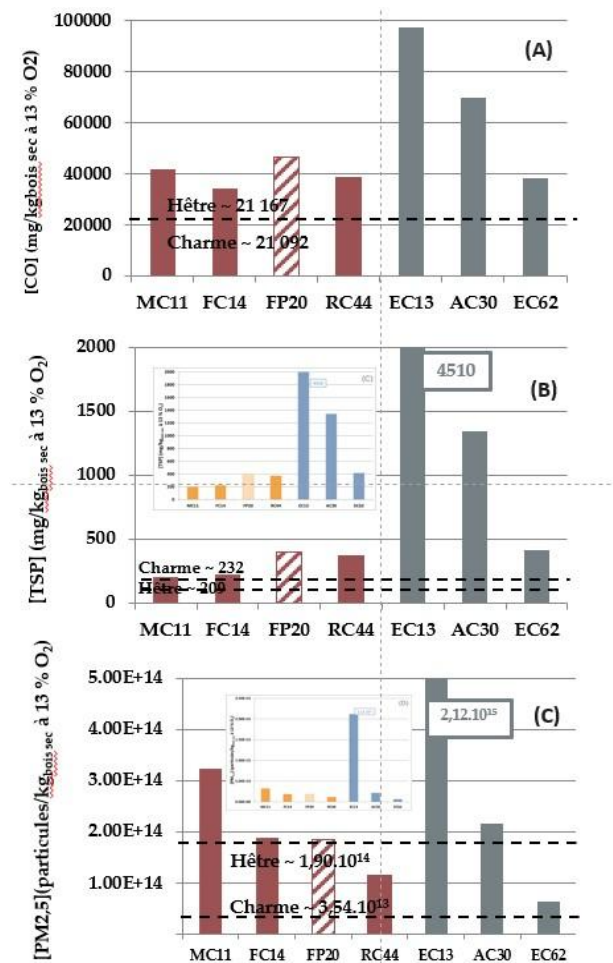 100000
80000
60000
40000
20000
0
[CO] (mg/kgbois sec à 13 % O2)
(A)
Hêtre ~ 21 167
Charme ~ 21 092
MC11 FC14 FP20 RC44 EC13 AC30 EC62
2000
1500
1000
500
0
[TSP] (mg/kgbois sec à 13 % O2)
4510
(B)
(C)
Charme ~ 232
Hêtre ~ 209
MC11 FC14 FP20 RC44 EC13 AC30 EC62
5.00E+14
4.00E+14
3.00E+14
2.00E+14
1.00E+14
[PM2,5](particules/kgbois sec à 13 % O2)
2,12.10¹⁵
(C)
(D)
Hêtre ~ 1,90.10¹⁴
Charme ~ 3,54.10¹³
MC11 FC14 FP20 RC44 EC13 AC30 EC62